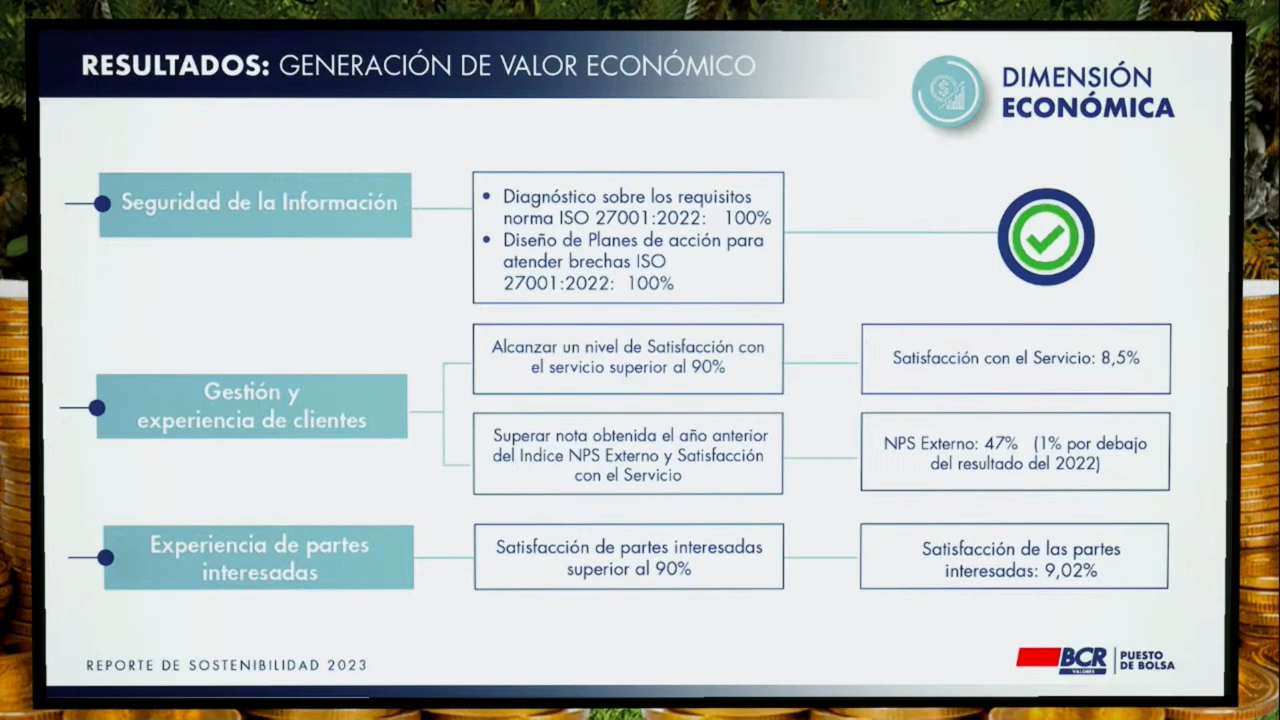 RESULTADOS: GENERACIÓN DE VALOR ECONÓMICO
DIMENSIÓN
ECONÓMICA
Seguridad de la Información
• Diagnóstico sobre los requisitos
norma ISO 27001:2022: 100%
• Diseño de Planes de acción para
atender brechas ISO
27001:2022: 100%
Gestión y
experiencia de clientes
Alcanzar un nivel de Satisfacción con
el servicio superior al 90%
Satisfacción con el Servicio: 8,5%
Superar nota obtenida el año anterior
del Indice NPS Externo y Satisfacción
con el Servicio
NPS Externo: 47% (1% por debajo
del resultado del 2022)
Experiencia de partes
interesadas
Satisfacción de partes interesadas
superior al 90%
Satisfacción de las partes
interesadas: 9,02%
REPORTE DE SOSTENIBILIDAD 2023
BCR
VALORES
PUESTO
DE BOLSA